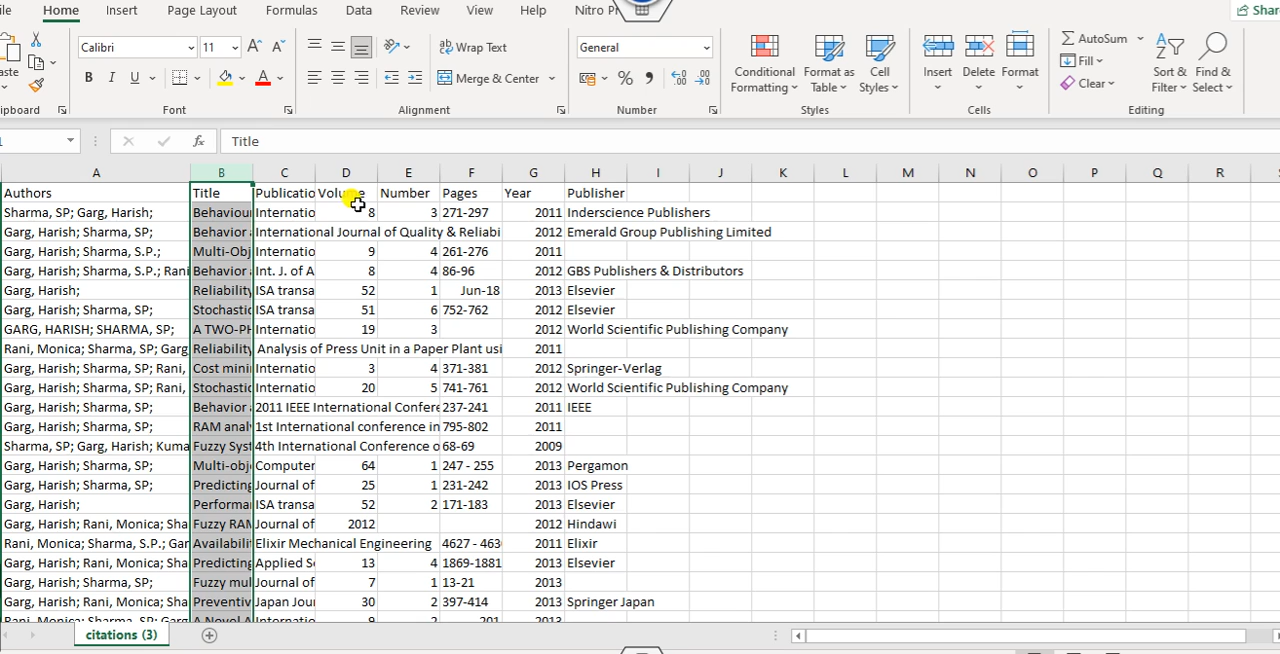 Home Insert Page Layout Formulas Data Review View Help Nitro
Calibri 11 A A ab Wrap Text General AutoSum
B I U A Merge & Center % Conditional Formatting Format as Table Cell Styles Insert Delete Format Fill Clear Sort & Filter Find & Select
Font Alignment Number Styles Cells Editing
fx Title
A B C D E F G H I J K L M N O P Q R
Authors Title Publicatio Volume Number Pages Year Publisher
Sharma, SP; Garg, Harish; Behaviour Internatio 8 3 271-297 2011 Inderscience Publishers
Garg, Harish; Sharma, SP; Behavior International Journal of Quality & Reliabi 2012 Emerald Group Publishing Limited
Garg, Harish; Sharma, S.P.; Multi-Obj Internatio 9 4 261-276 2011
Garg, Harish; Sharma, S.P.; Rani Behavior Int. J. of A 8 4 86-96 2012 GBS Publishers & Distributors
Garg, Harish; Reliability ISA transa 52 1 Jun-18 2013 Elsevier
Garg, Harish; Sharma, SP; Stochastic ISA transa 51 6 752-762 2012 Elsevier
GARG, HARISH; SHARMA, SP; A TWO-PH Internatio 19 3 2012 World Scientific Publishing Company
Rani, Monica; Sharma, SP; Garg Reliability Analysis of Press Unit in a Paper Plant usi 2011
Garg, Harish; Sharma, SP; Rani, Cost mini Internatio 3 4 371-381 2012 Springer-Verlag
Garg, Harish; Sharma, SP; Rani, Stochastic Internatio 20 5 741-761 2012 World Scientific Publishing Company
Garg, Harish; Sharma, SP; Behavior 2011 IEEE International Confere 237-241 2011 IEEE
Garg, Harish; Sharma, SP; RAM anal 1st International conference in 795-802 2011
Sharma, SP; Garg, Harish; Kuma Fuzzy Syst 4th International Conference o 68-69 2009
Garg, Harish; Sharma, SP; Multi-obj Computer 64 1 247 - 255 2013 Pergamon
Garg, Harish; Sharma, SP; Predicting Journal of 25 1 231-242 2013 IOS Press
Garg, Harish; Performa ISA transa 52 2 171-183 2013 Elsevier
Garg, Harish; Rani, Monica; Sha Fuzzy RAM Journal of 2012 2012 Hindawi
Rani, Monica; Sharma, S.P.; Gar Availabili Elixir Mechanical Engineering 4627 - 463 2011 Elixir
Garg, Harish; Rani, Monica; Sha Predicting Applied S 13 4 1869-1881 2013 Elsevier
Garg, Harish; Sharma, SP; Fuzzy mul Journal of 7 1 13-21 2013
Garg, Harish; Rani, Monica; Sha Preventiv Japan Jou 30 2 397-414 2013 Springer Japan
citations (3)